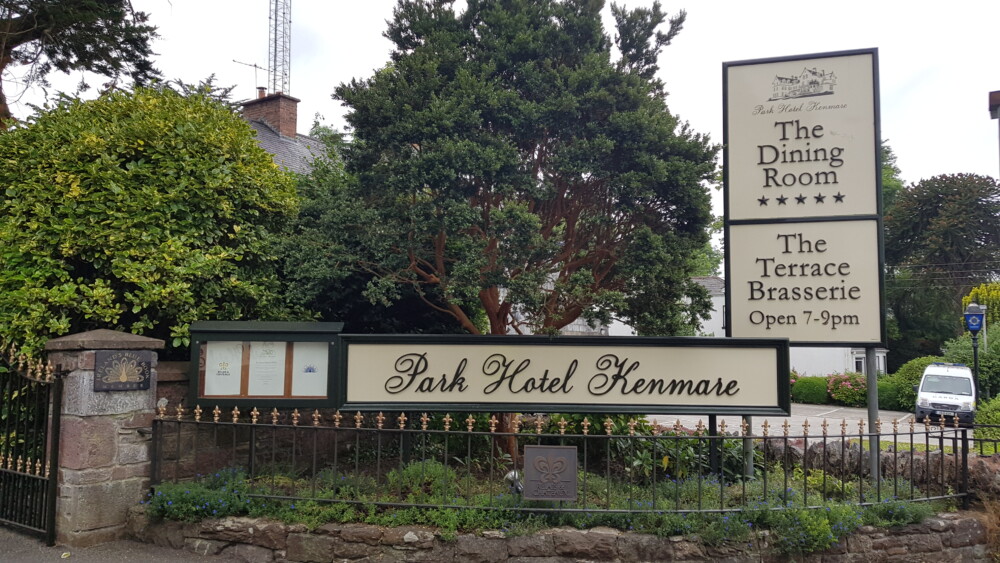 Park Hotel Kenmare
The
Dining
Room
★★★★★
The
Terrace
Brasserie
Open 7-9pm
Park Hotel Kenmare